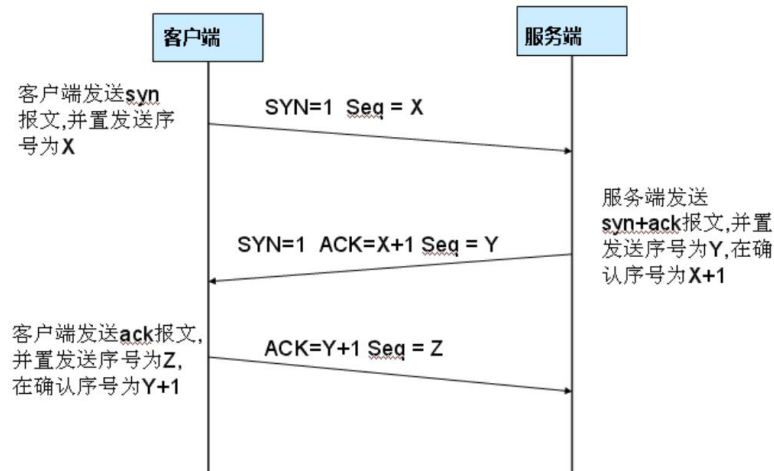 客户端
服务端
客户端发送syn
报文,并置发送序
号为X
SYN=1 Seq = X
服务端发送
syn+ack报文,并置
发送序号为Y,在确
认序号为X+1
SYN=1 ACK=X+1 Seq = Y
客户端发送ack报文,
并置发送序号为Z,
在确认序号为Y+1
ACK=Y+1 Seq = Z